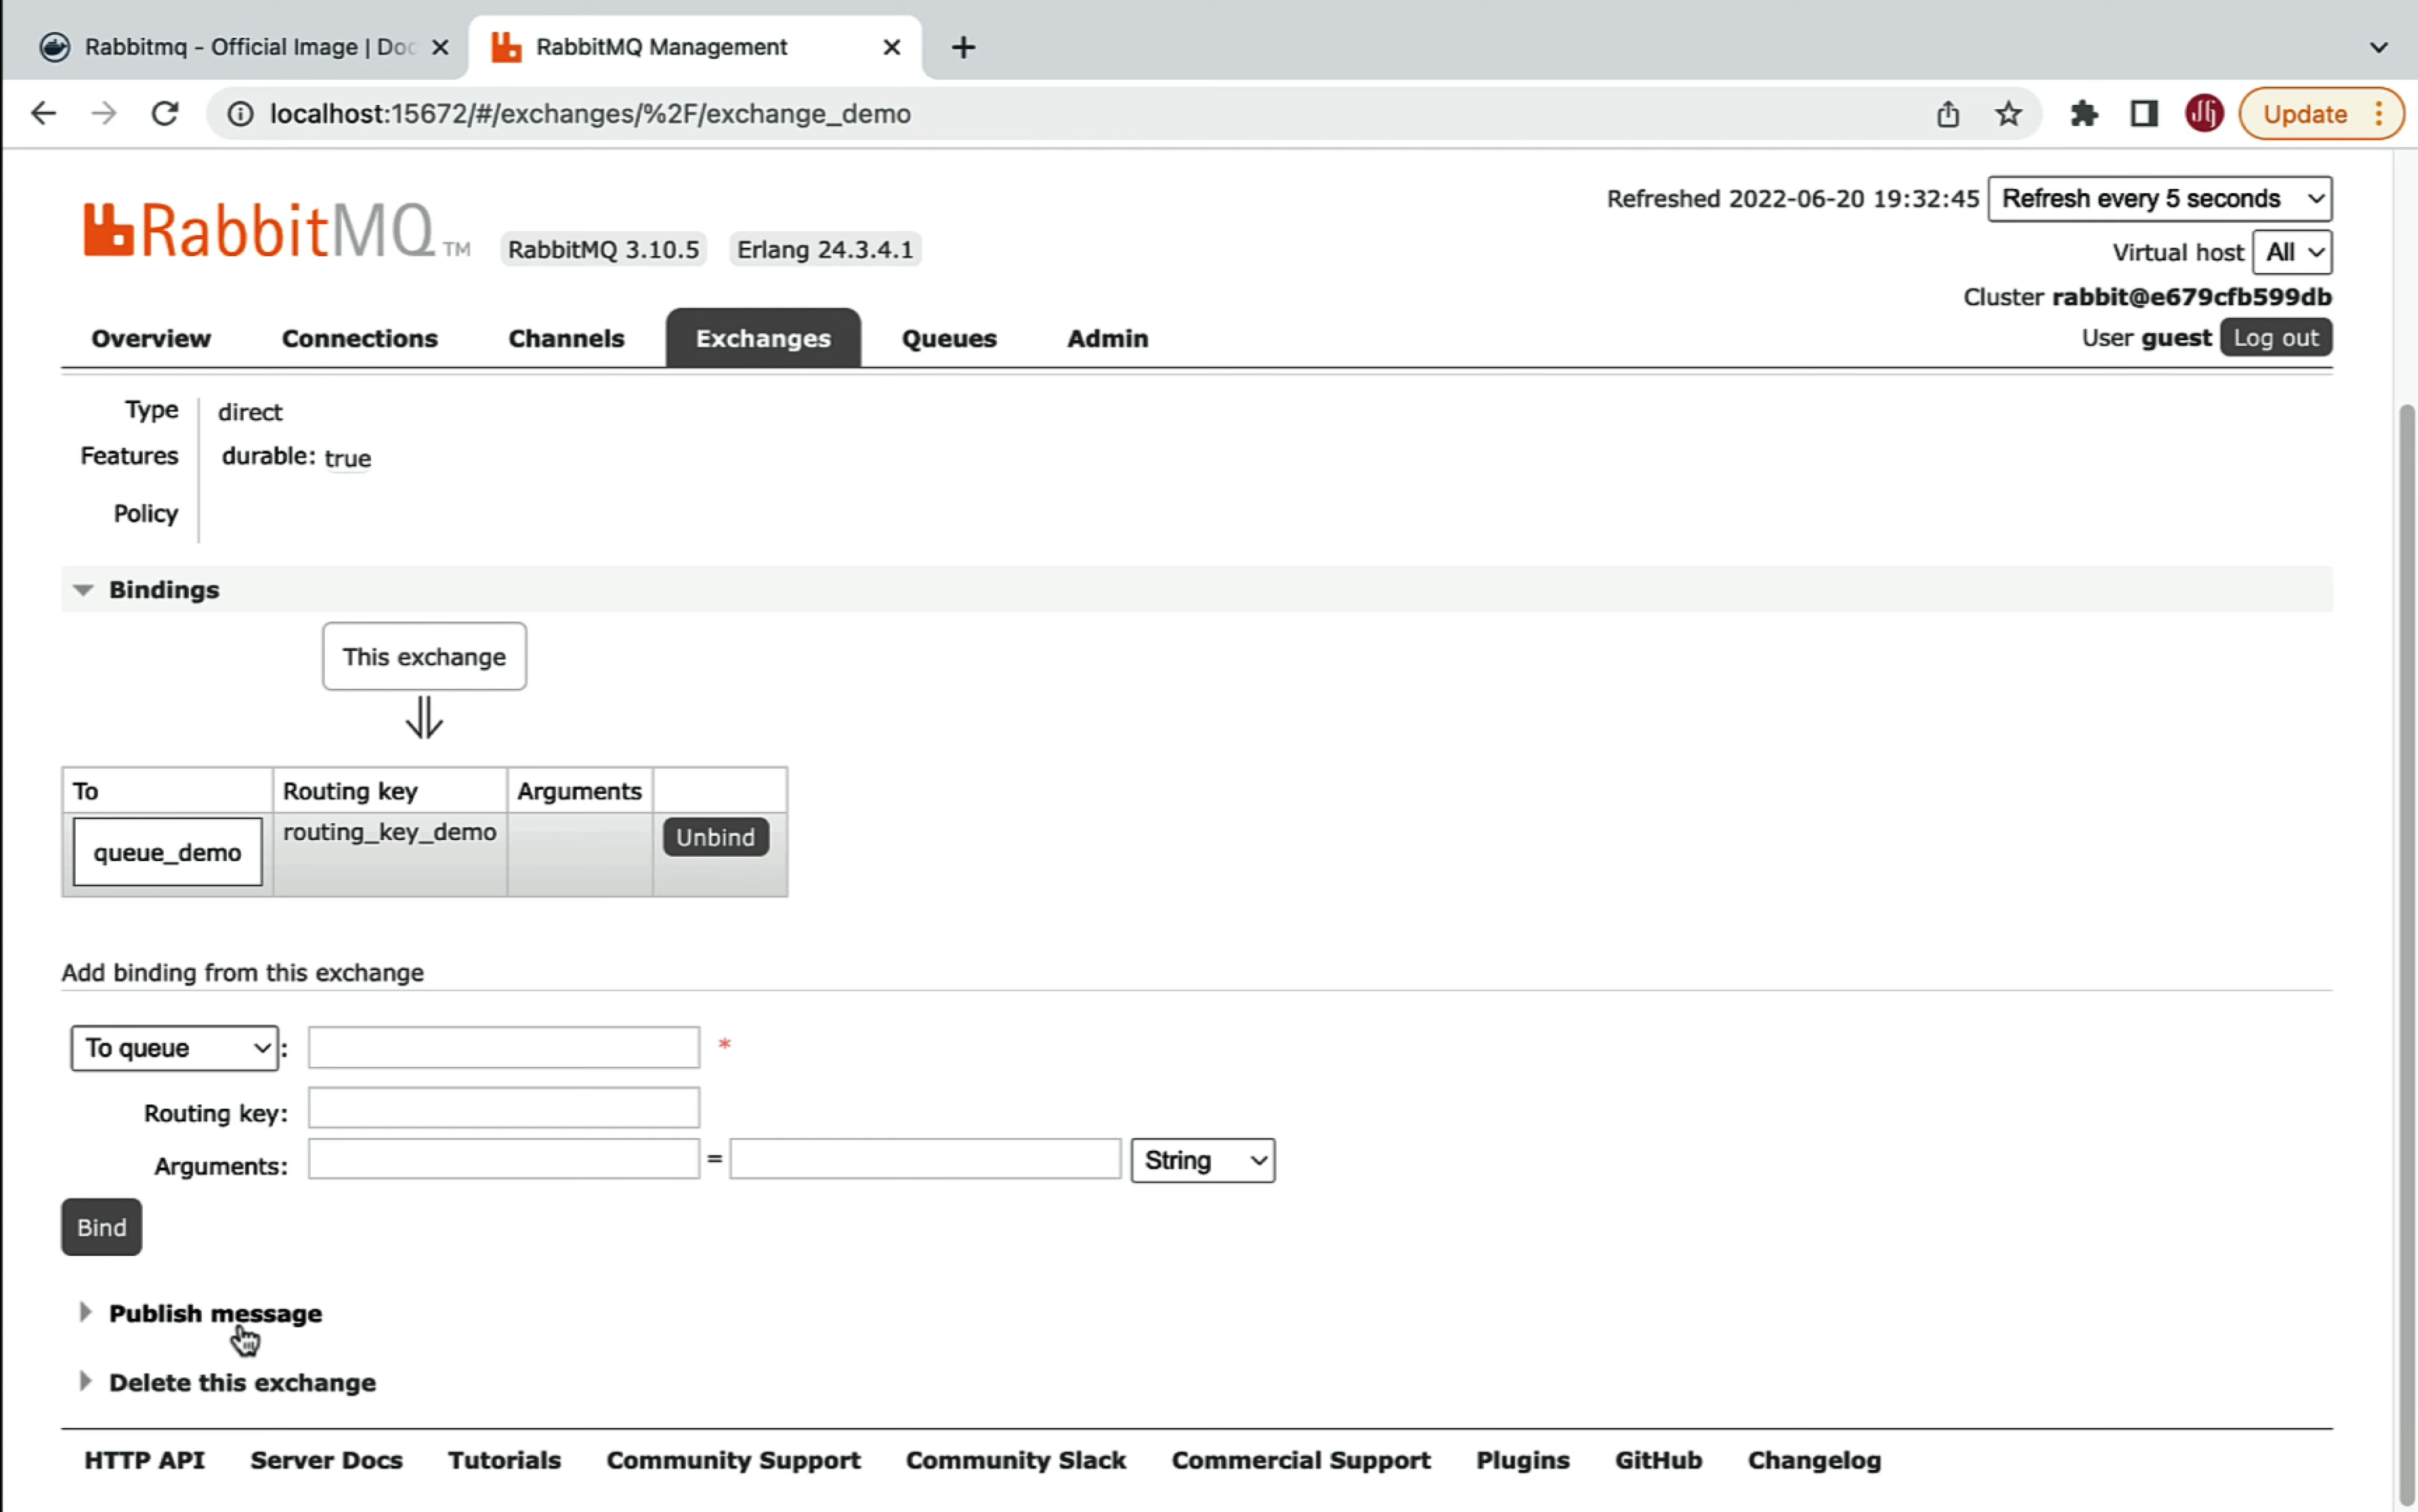 Rabbitmq - Official Image | Doc
RabbitMQ Management
localhost:15672/#/exchanges/%2F/exchange_demo
Update
RabbitMQ TM
RabbitMQ 3.10.5
Erlang 24.3.4.1
Refreshed 2022-06-20 19:32:45
Refresh every 5 seconds
Virtual host All
Cluster rabbit@e679cfb599db
User guest Log out
Overview
Connections
Channels
Exchanges
Queues
Admin
Type direct
Features durable: true
Policy
Bindings
This exchange
To Routing key Arguments
queue_demo routing_key_demo Unbind
Add binding from this exchange
To queue : *
Routing key:
Arguments: = String
Bind
Publish message
Delete this exchange
HTTP API Server Docs Tutorials Community Support Community Slack Commercial Support Plugins GitHub Changelog